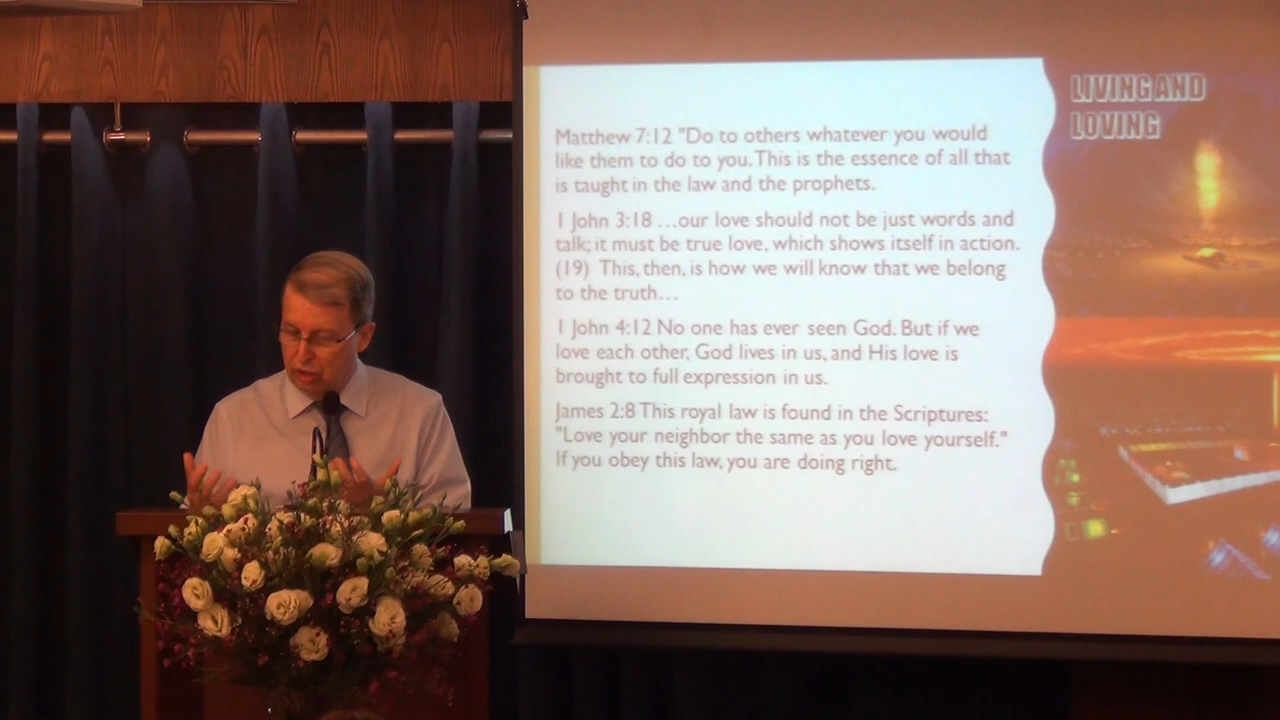 Matthew 7:12 "Do to others whatever you would
like them to do to you. This is the essence of all that
is taught in the law and the prophets.
1 John 3:18 ...our love should not be just words and
talk; it must be true love, which shows itself in action.
(19) This, then, is how we will know that we belong
to the truth...
1 John 4:12 No one has ever seen God. But if we
love each other, God lives in us, and His love is
brought to full expression in us.
James 2:8 This royal law is found in the Scriptures:
"Love your neighbor the same as you love yourself."
If you obey this law, you are doing right.
LIVING AND
LOVING